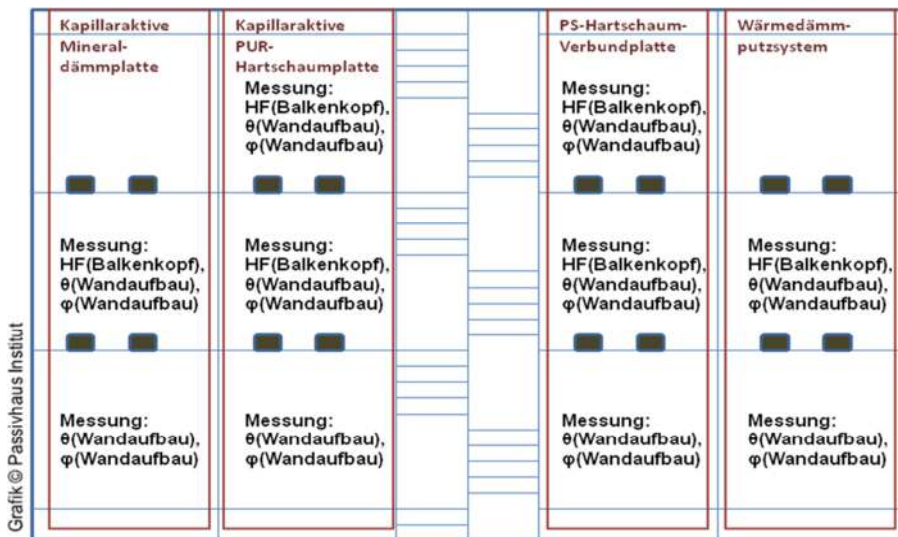 Kapillaraktive
Mineral-
dämmplatte
Kapillaraktive
PUR-
Hartschaumplatte
PS-Hartschaum-
Verbundplatte
Wärmedämm-
putzsystem
Messung:
HF(Balkenkopf),
θ(Wandaufbau),
φ(Wandaufbau)
Messung:
HF(Balkenkopf),
θ(Wandaufbau),
φ(Wandaufbau)
Messung:
HF(Balkenkopf),
θ(Wandaufbau),
φ(Wandaufbau)
Messung:
HF(Balkenkopf),
θ(Wandaufbau),
φ(Wandaufbau)
Messung:
HF(Balkenkopf),
θ(Wandaufbau),
φ(Wandaufbau)
Messung:
HF(Balkenkopf),
θ(Wandaufbau),
φ(Wandaufbau)
Messung:
θ(Wandaufbau),
φ(Wandaufbau)
Messung:
θ(Wandaufbau),
φ(Wandaufbau)
Messung:
θ(Wandaufbau),
φ(Wandaufbau)
Messung:
θ(Wandaufbau),
φ(Wandaufbau)
Grafik © Passivhaus Institut